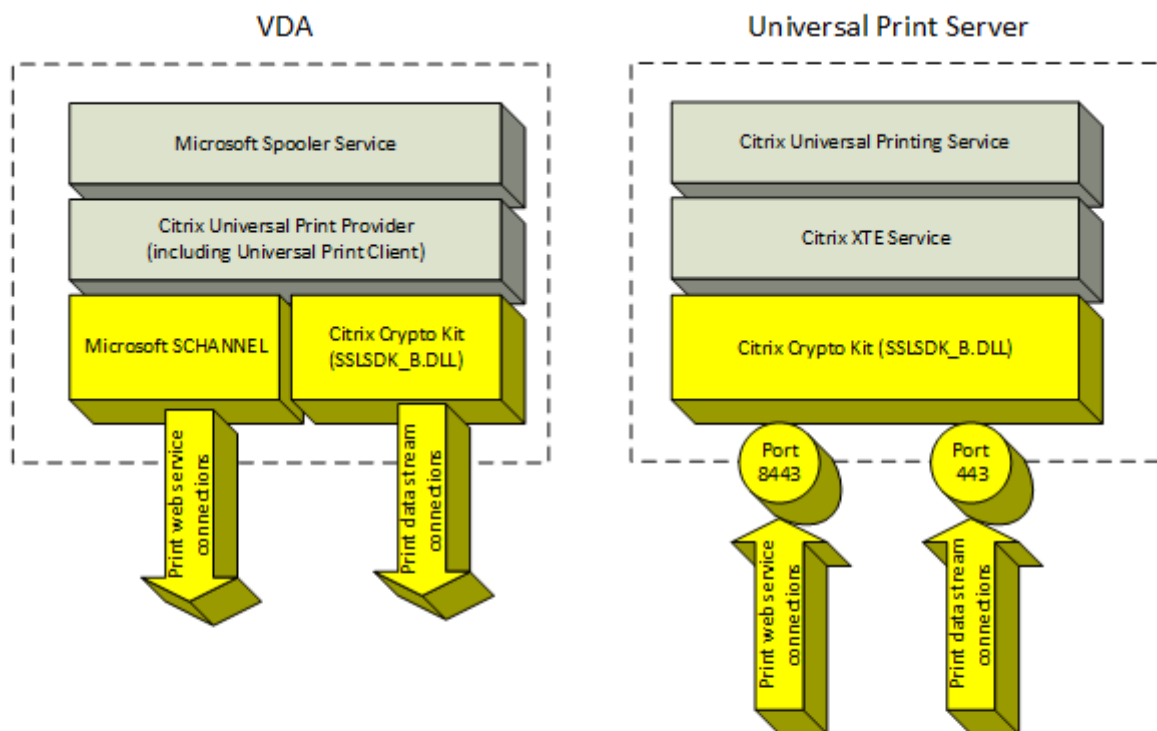 VDA
Microsoft Spooler Service
Citrix Universal Print Provider
(including Universal Print Client)
Microsoft SCHANNEL
Citrix Crypto Kit
(SSLSDK_B.DLL)
Print web service
connections
Print data stream
connections
Universal Print Server
Citrix Universal Printing Service
Citrix XTE Service
Citrix Crypto Kit (SSLSDK_B.DLL)
Port
8443
Port
443
Print web service
connections
Print data stream
connections